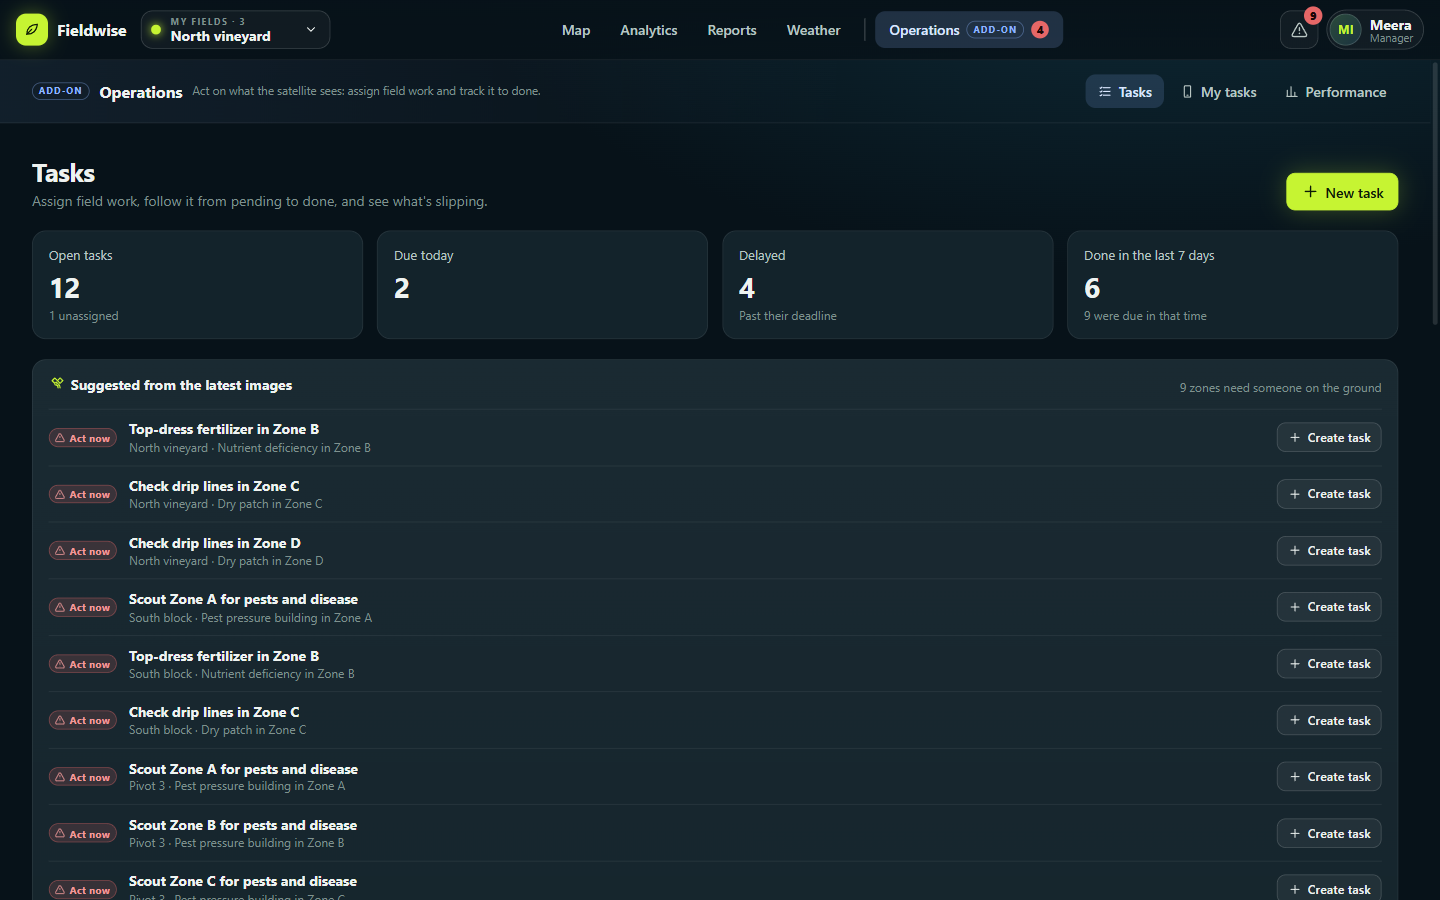 Fieldwise
MY FIELDS · 3
North vineyard
Map
Analytics
Reports
Weather
Operations
ADD-ON
4
9
MI
Meera
Manager
ADD-ON
Operations
Act on what the satellite sees: assign field work and track it to done.
Tasks
My tasks
Performance
Tasks
Assign field work, follow it from pending to done, and see what's slipping.
+ New task
Open tasks
12
1 unassigned
Due today
2
Delayed
4
Past their deadline
Done in the last 7 days
6
9 were due in that time
Suggested from the latest images
9 zones need someone on the ground
Act now
Top-dress fertilizer in Zone B
North vineyard · Nutrient deficiency in Zone B
+ Create task
Act now
Check drip lines in Zone C
North vineyard · Dry patch in Zone C
+ Create task
Act now
Check drip lines in Zone D
North vineyard · Dry patch in Zone D
+ Create task
Act now
Scout Zone A for pests and disease
South block · Pest pressure building in Zone A
+ Create task
Act now
Top-dress fertilizer in Zone B
South block · Nutrient deficiency in Zone B
+ Create task
Act now
Check drip lines in Zone C
South block · Dry patch in Zone C
+ Create task
Act now
Scout Zone A for pests and disease
Pivot 3 · Pest pressure building in Zone A
+ Create task
Act now
Scout Zone B for pests and disease
Pivot 3 · Pest pressure building in Zone B
+ Create task
Act now
Scout Zone C for pests and disease
Pivot 3 · Pest pressure building in Zone C
+ Create task